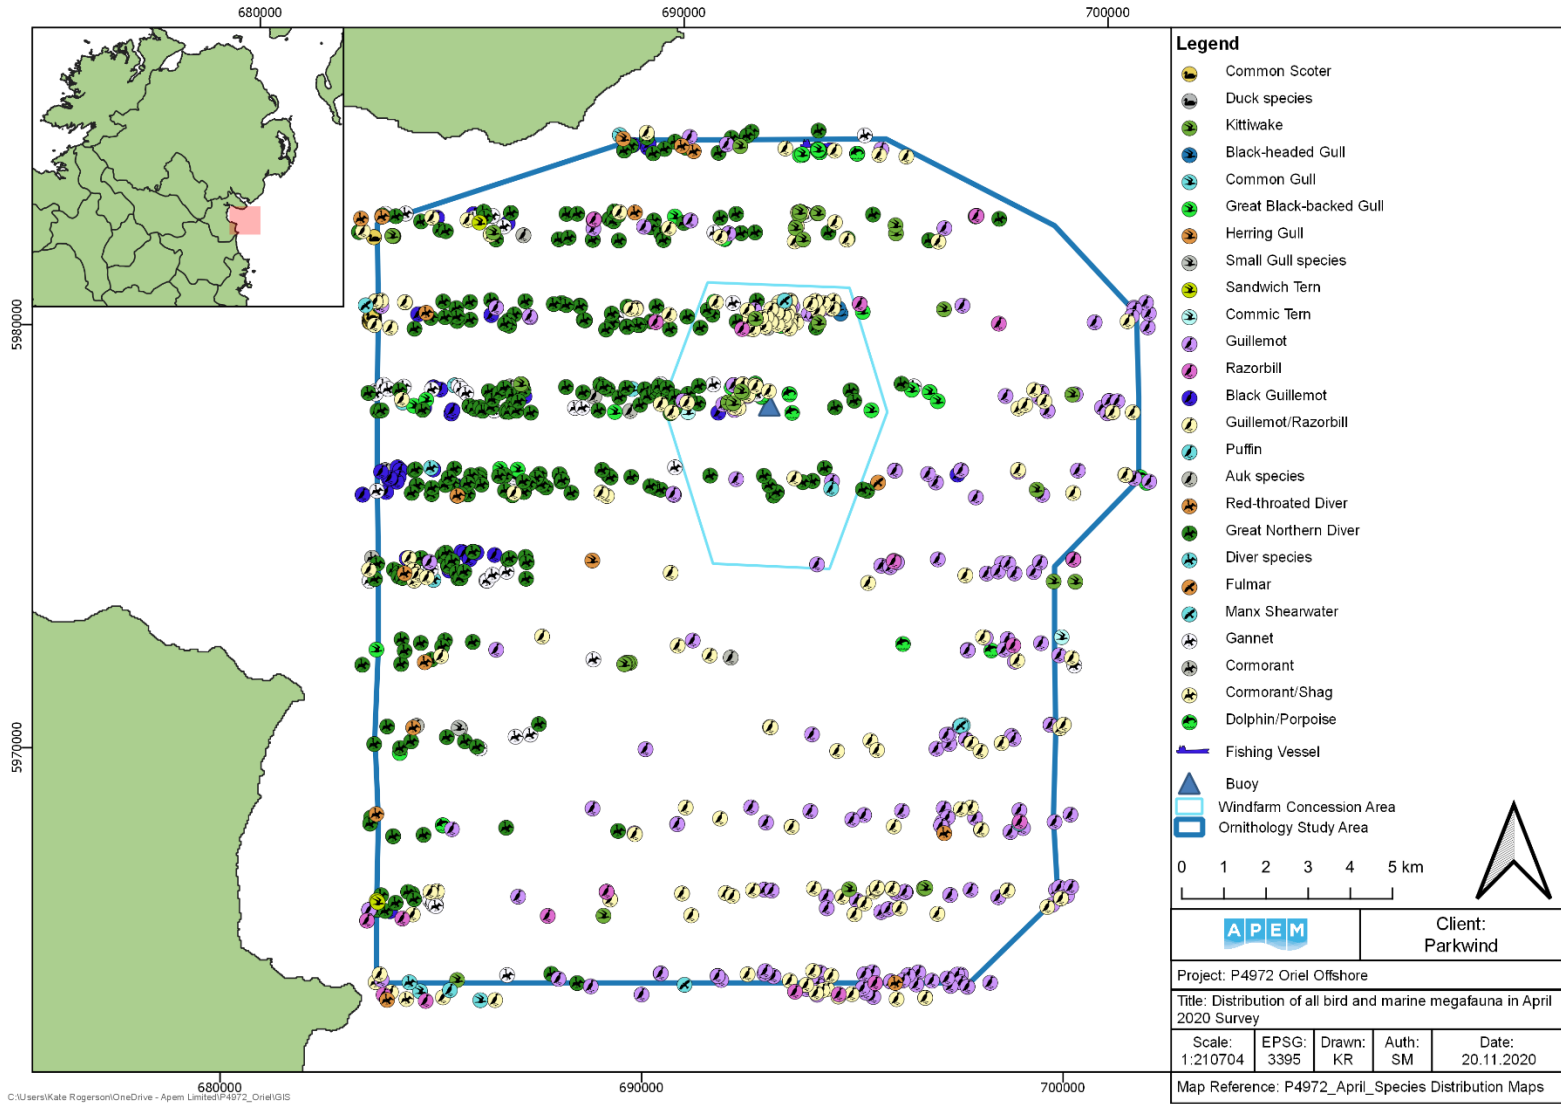 680000
690000
700000
5980000
5970000
Legend
Common Scoter
Duck species
Kittiwake
Black-headed Gull
Common Gull
Great Black-backed Gull
Herring Gull
Small Gull species
Sandwich Tern
Commic Tern
Guillemot
Razorbill
Black Guillemot
Guillemot/Razorbill
Puffin
Auk species
Red-throated Diver
Great Northern Diver
Diver species
Fulmar
Manx Shearwater
Gannet
Cormorant
Cormorant/Shag
Dolphin/Porpoise
Fishing Vessel
Buoy
Windfarm Concession Area
Ornithology Study Area
0 1 2 3 4 5 km
APEM
Client:
Parkwind
Project: P4972 Oriel Offshore
Title: Distribution of all bird and marine megafauna in April
2020 Survey
Scale:
1:210704
EPSG:
3395
Drawn:
KR
Auth:
SM
Date:
20.11.2020
Map Reference: P4972_April_Species Distribution Maps
680000
690000
700000
C:\Users\Kate Rogerson\OneDrive - Apem Limited\P4972_Oriel\GIS